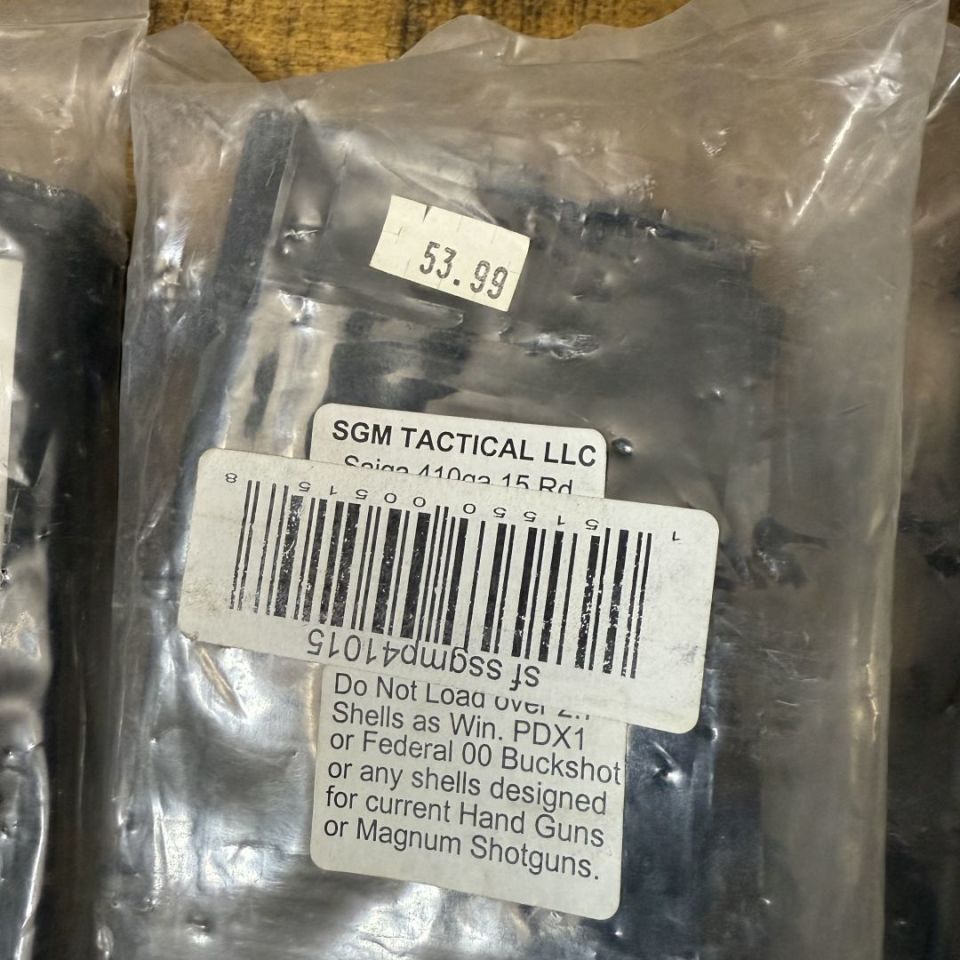 53.99
SGM TACTICAL LLC
Saiga 410ga 15 Rd
sf ssgmp41015
1 51550 00515 8
Do Not Load over
Shells as Win. PDX1
or Federal 00 Buckshot
or any shells designed
for current Hand Guns
or Magnum Shotguns.